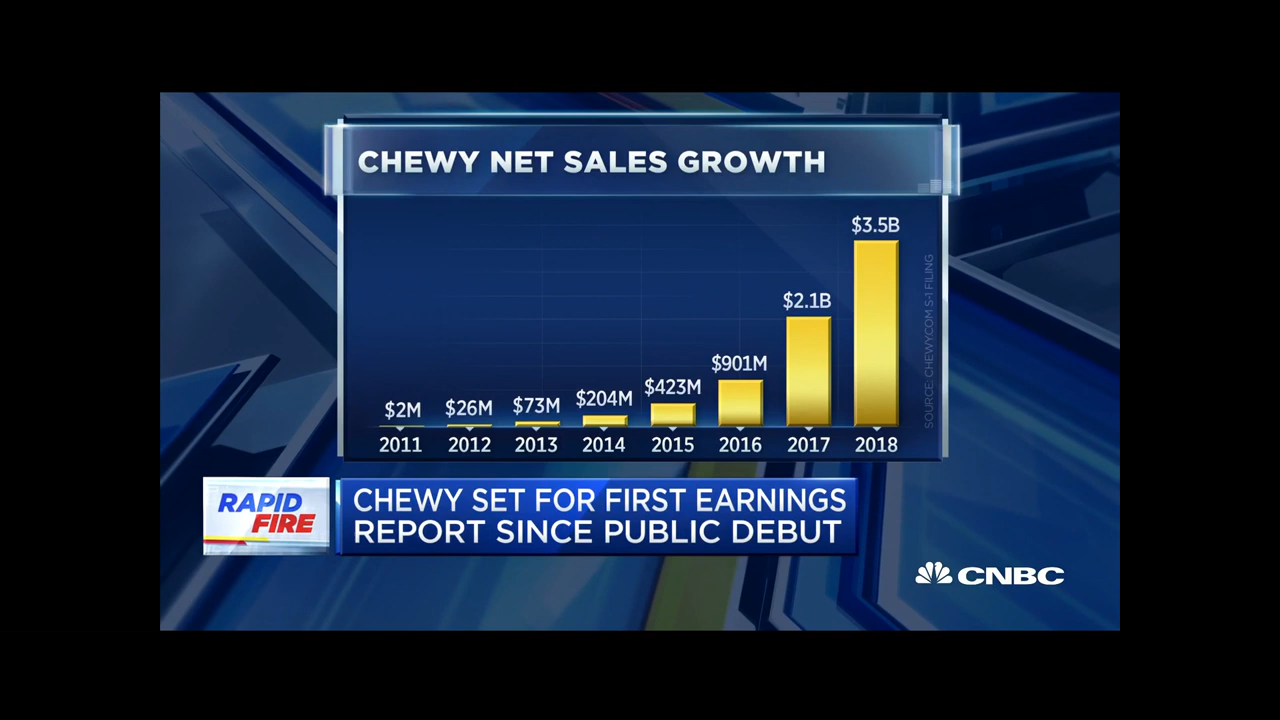 CHEWY NET SALES GROWTH
$2M $26M $73M $204M $423M $901M $2.1B $3.5B
2011 2012 2013 2014 2015 2016 2017 2018
SOURCE: CHEWY.COM S-1 FILING
RAPID
FIRE
CHEWY SET FOR FIRST EARNINGS
REPORT SINCE PUBLIC DEBUT
CNBC